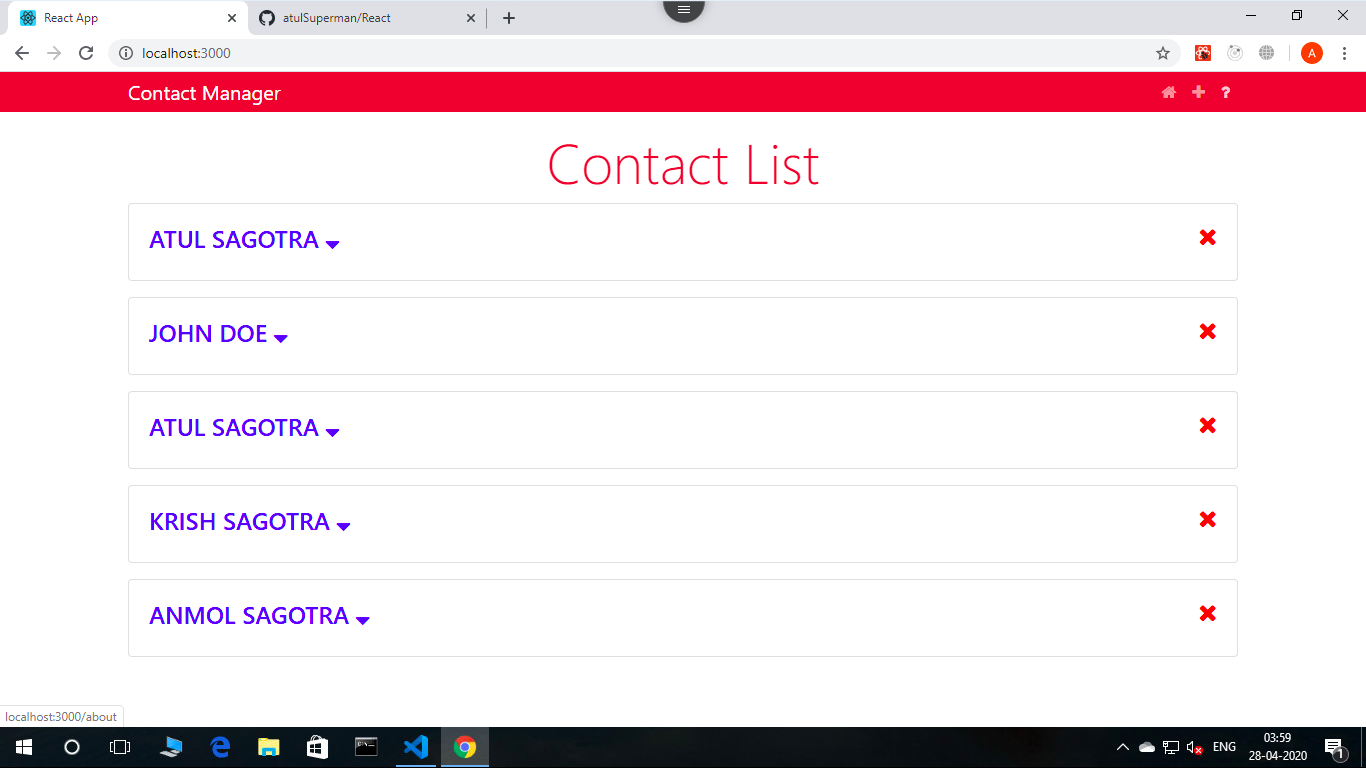 React App
atulSuperman/React
localhost:3000
A
Contact Manager
?
Contact List
ATUL SAGOTRA
JOHN DOE
ATUL SAGOTRA
KRISH SAGOTRA
ANMOL SAGOTRA
localhost:3000/about
ENG
03:59
28-04-2020
1